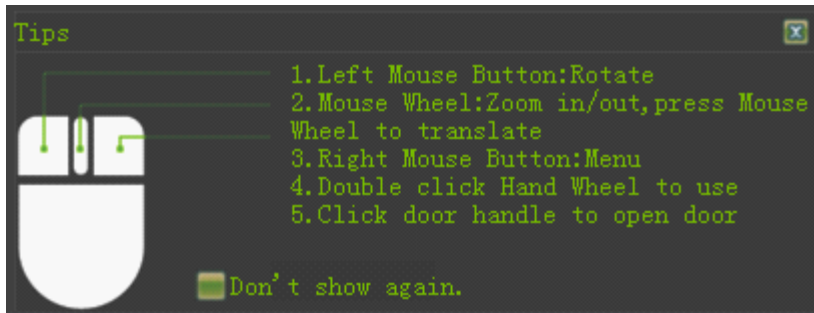 Tips
1.Left Mouse Button:Rotate
2.Mouse Wheel:Zoom in/out,press Mouse
Wheel to translate
3.Right Mouse Button:Menu
4.Double click Hand Wheel to use
5.Click door handle to open door
Don't show again.